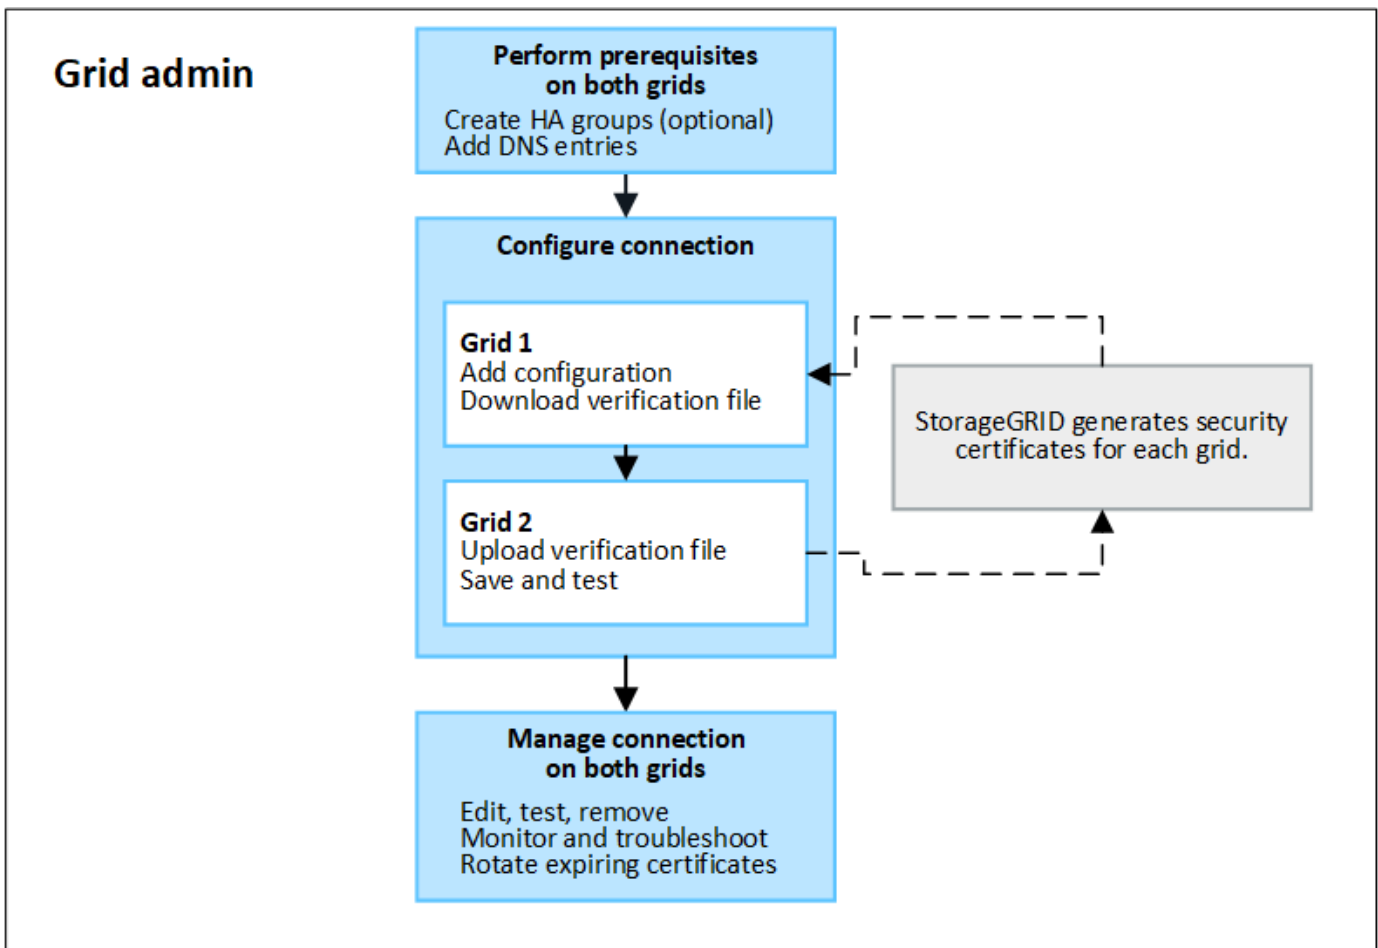 Grid admin
Perform prerequisites
on both grids
Create HA groups (optional)
Add DNS entries
Configure connection
Grid 1
Add configuration
Download verification file
StorageGRID generates security
certificates for each grid.
Grid 2
Upload verification file
Save and test
Manage connection
on both grids
Edit, test, remove
Monitor and troubleshoot
Rotate expiring certificates